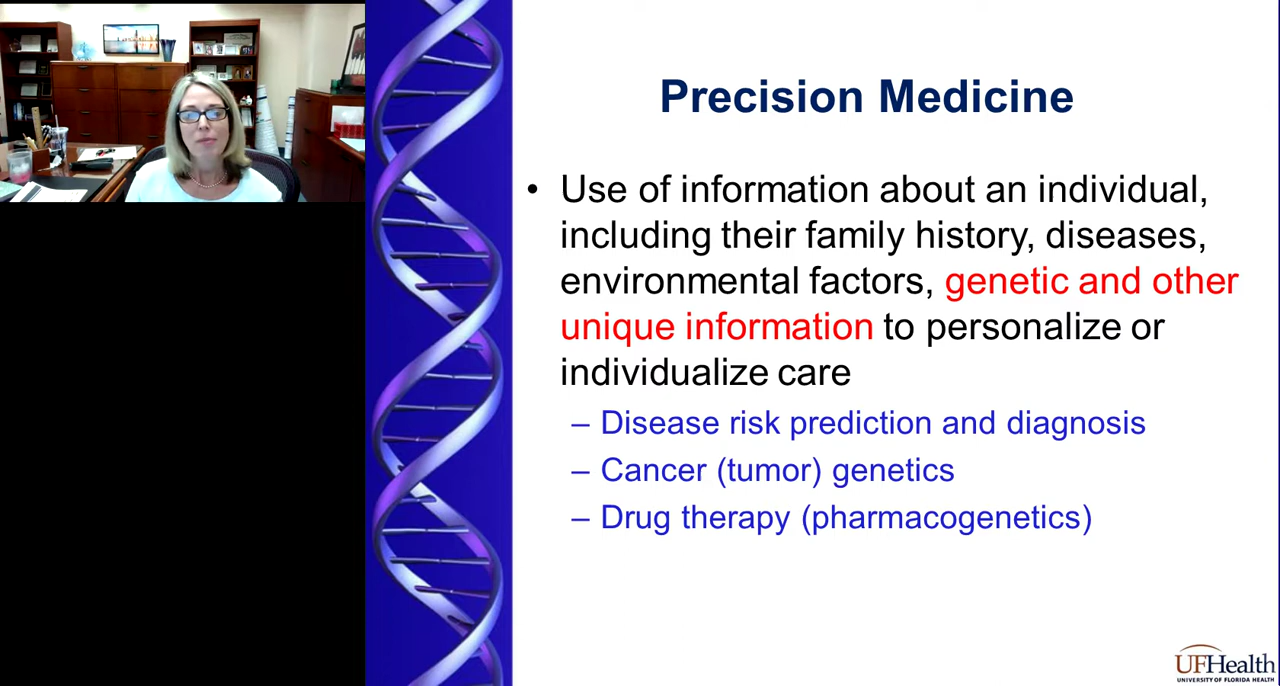 Precision Medicine
• Use of information about an individual,
including their family history, diseases,
environmental factors, genetic and other
unique information to personalize or
individualize care
– Disease risk prediction and diagnosis
– Cancer (tumor) genetics
– Drug therapy (pharmacogenetics)
UFHealth
UNIVERSITY OF FLORIDA HEALTH